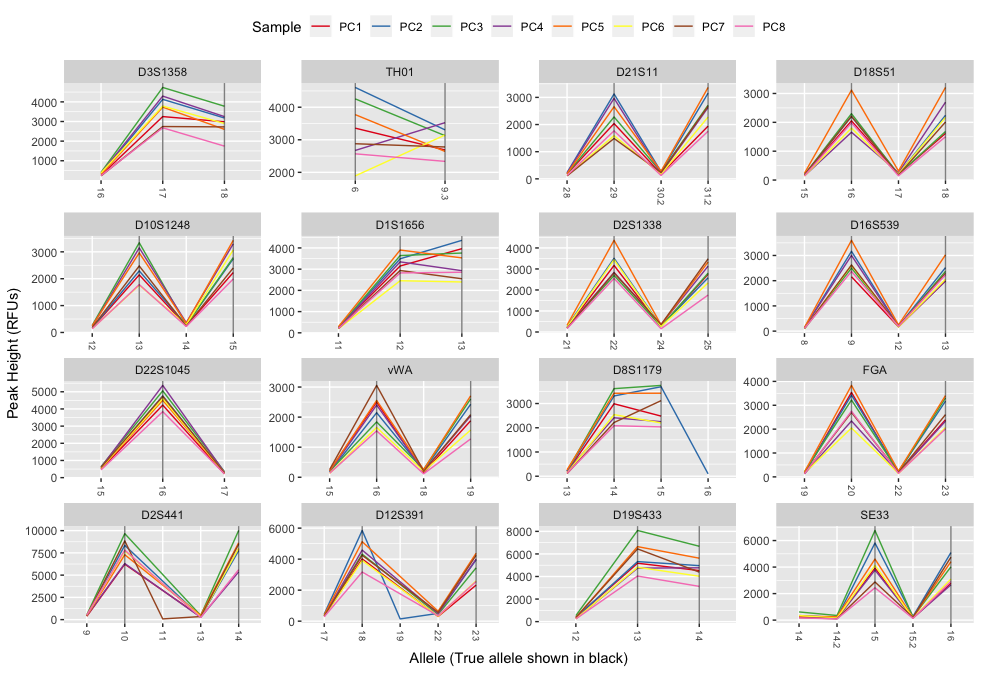 Sample PC1 PC2 PC3 PC4 PC5 PC6 PC7 PC8
D3S1358 TH01 D21S11 D18S51
4000 3000 2000 1000
16 17 18
4000 3000 2000
6 9.3
3000 2000 1000 0
28 29 30.2 31.2
3000 2000 1000 0
15 16 17 18
D10S1248 D1S1656 D2S1338 D16S539
3000 2000 1000 0
12 13 14 15
4000 3000 2000 1000 0
11 12 13
4000 3000 2000 1000 0
21 22 24 25
3000 2000 1000 0
8 9 12 13
D22S1045 vWA D8S1179 FGA
5000 4000 3000 2000 1000 0
15 16 17
3000 2000 1000 0
15 16 18 19
3000 2000 1000 0
13 14 15 16
4000 3000 2000 1000 0
19 20 22 23
D2S441 D12S391 D19S433 SE33
10000 7500 5000 2500 0
9 10 11 13 14
6000 4000 2000 0
17 18 19 22 23
8000 6000 4000 2000 0
12 13 14
6000 4000 2000 0
14 14.2 15 15.2 16
Peak Height (RFUs)
Allele (True allele shown in black)